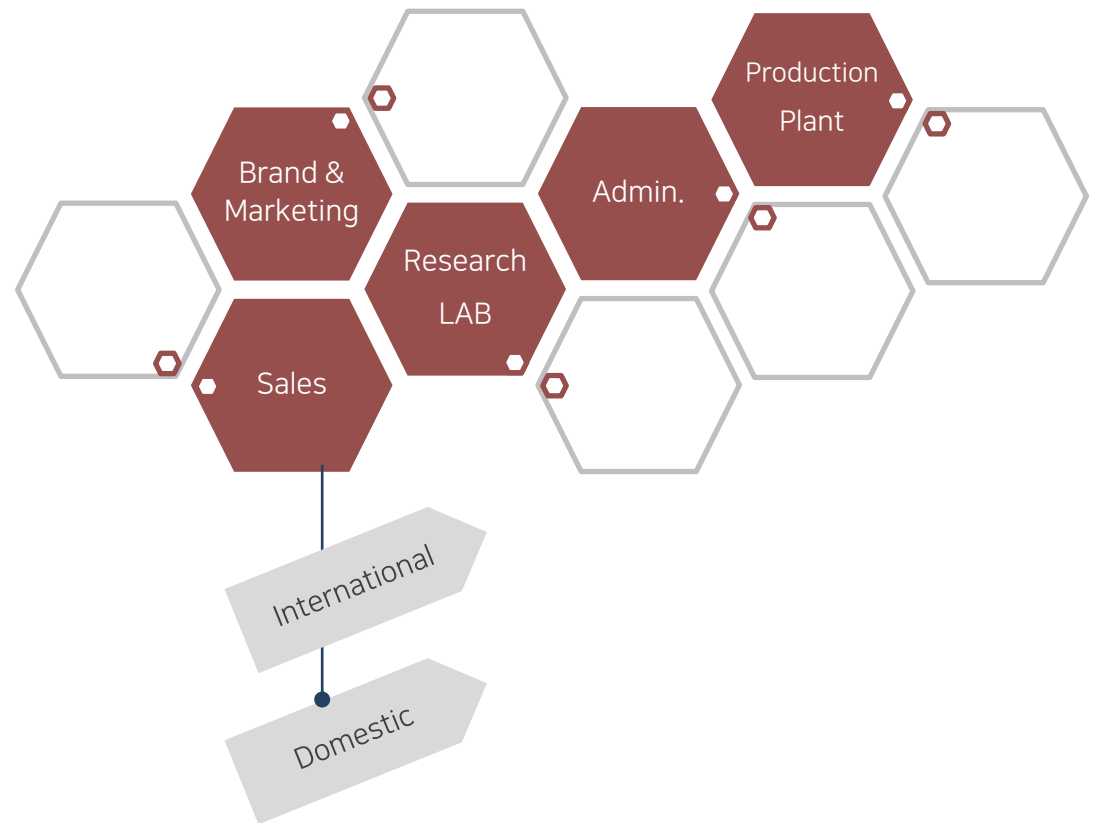 Production
Plant
Brand &
Marketing
Admin.
Research
LAB
Sales
International
Domestic